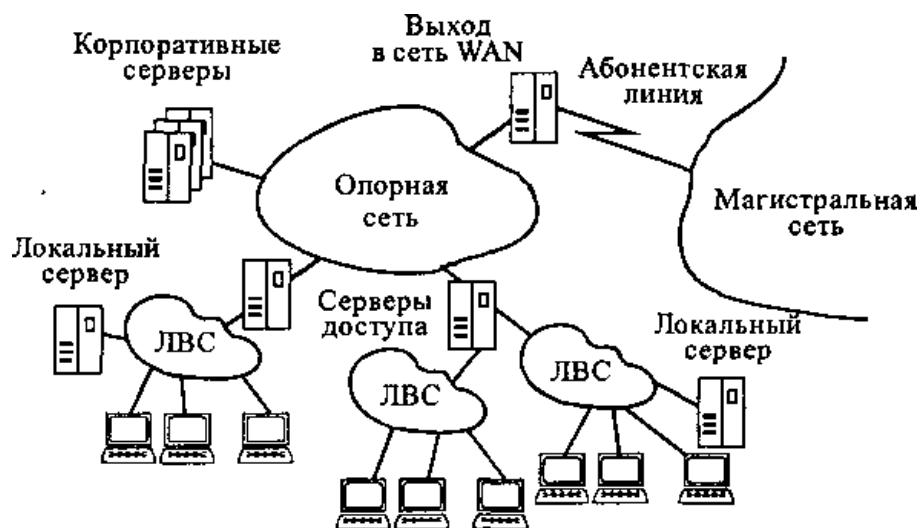 Корпоративные
серверы
Выход
в сеть WAN
Абонентская
линия
Опорная
сеть
Магистральная
сеть
Локальный
сервер
Серверы
доступа
Локальный
сервер
ЛВС
ЛВС
ЛВС